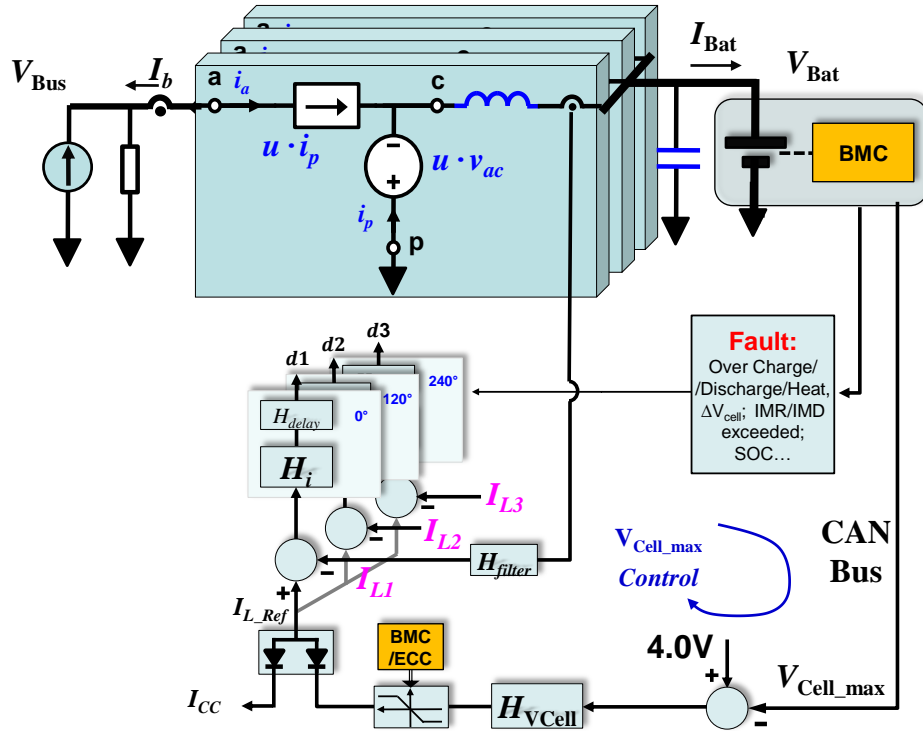 a
a
c
I_Bat
V_Bus
I_b
a
i_a
c
V_Bat
u · i_p
u · v_ac
BMC
i_p
p
d1
d2
d3
0°
120°
240°
H_delay
H_i
Fault:
Over Charge/
/Discharge/Heat,
ΔV_cell; IMR/IMD
exceeded;
SOC…
I_L3
I_L2
I_L1
H_filter
V_Cell_max
Control
CAN
Bus
+
−
−
−
I_L_Ref
BMC
/ECC
4.0V
+
−
V_Cell_max
H_VCell
I_CC